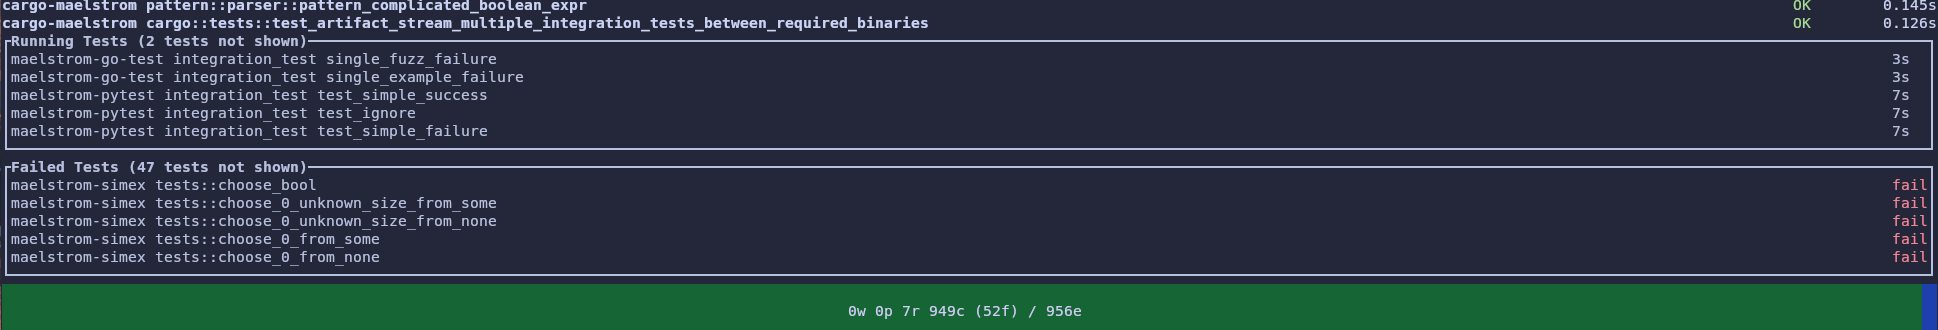 cargo-maelstrom pattern::parser::pattern_complicated_boolean_expr OK 0.145s
cargo-maelstrom cargo::tests::test_artifact_stream_multiple_integration_tests_between_required_binaries OK 0.126s
Running Tests (2 tests not shown)
maelstrom-go-test integration_test single_fuzz_failure 3s
maelstrom-go-test integration_test single_example_failure 3s
maelstrom-pytest integration_test test_simple_success 7s
maelstrom-pytest integration_test test_ignore 7s
maelstrom-pytest integration_test test_simple_failure 7s
Failed Tests (47 tests not shown)
maelstrom-simex tests::choose_bool fail
maelstrom-simex tests::choose_0_unknown_size_from_some fail
maelstrom-simex tests::choose_0_unknown_size_from_none fail
maelstrom-simex tests::choose_0_from_some fail
maelstrom-simex tests::choose_0_from_none fail
0w 0p 7r 949c (52f) / 956e